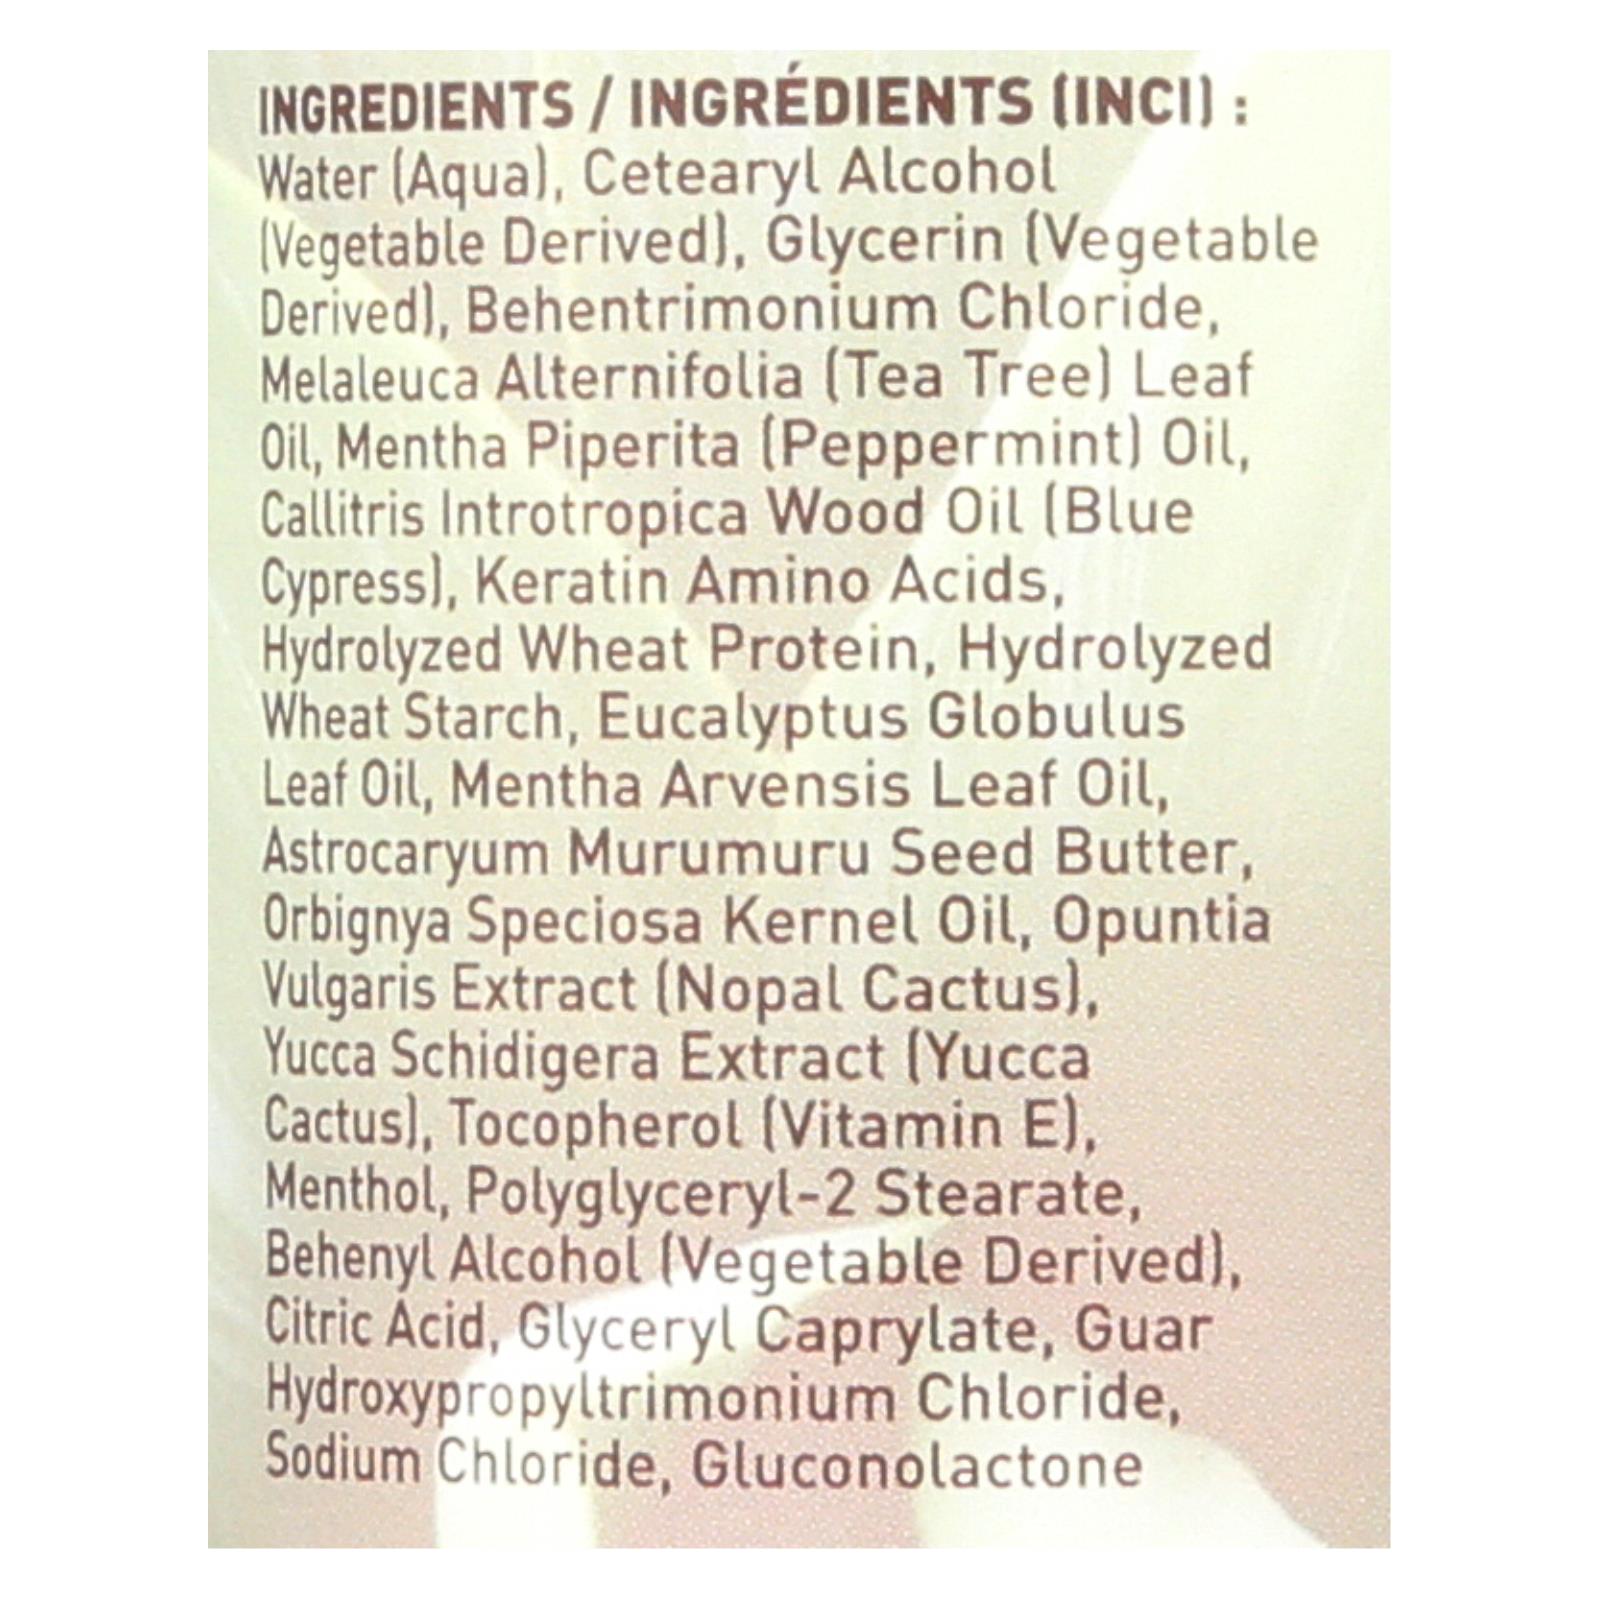 INGREDIENTS / INGRÉDIENTS (INCI) :
Water (Aqua), Cetearyl Alcohol
(Vegetable Derived), Glycerin (Vegetable
Derived), Behentrimonium Chloride,
Melaleuca Alternifolia (Tea Tree) Leaf
Oil, Mentha Piperita (Peppermint) Oil,
Callitris Introtropica Wood Oil (Blue
Cypress), Keratin Amino Acids,
Hydrolyzed Wheat Protein, Hydrolyzed
Wheat Starch, Eucalyptus Globulus
Leaf Oil, Mentha Arvensis Leaf Oil,
Astrocaryum Murumuru Seed Butter,
Orbignya Speciosa Kernel Oil, Opuntia
Vulgaris Extract (Nopal Cactus),
Yucca Schidigera Extract (Yucca
Cactus), Tocopherol (Vitamin E),
Menthol, Polyglyceryl-2 Stearate,
Behenyl Alcohol (Vegetable Derived),
Citric Acid, Glyceryl Caprylate, Guar
Hydroxypropyltrimonium Chloride,
Sodium Chloride, Gluconolactone